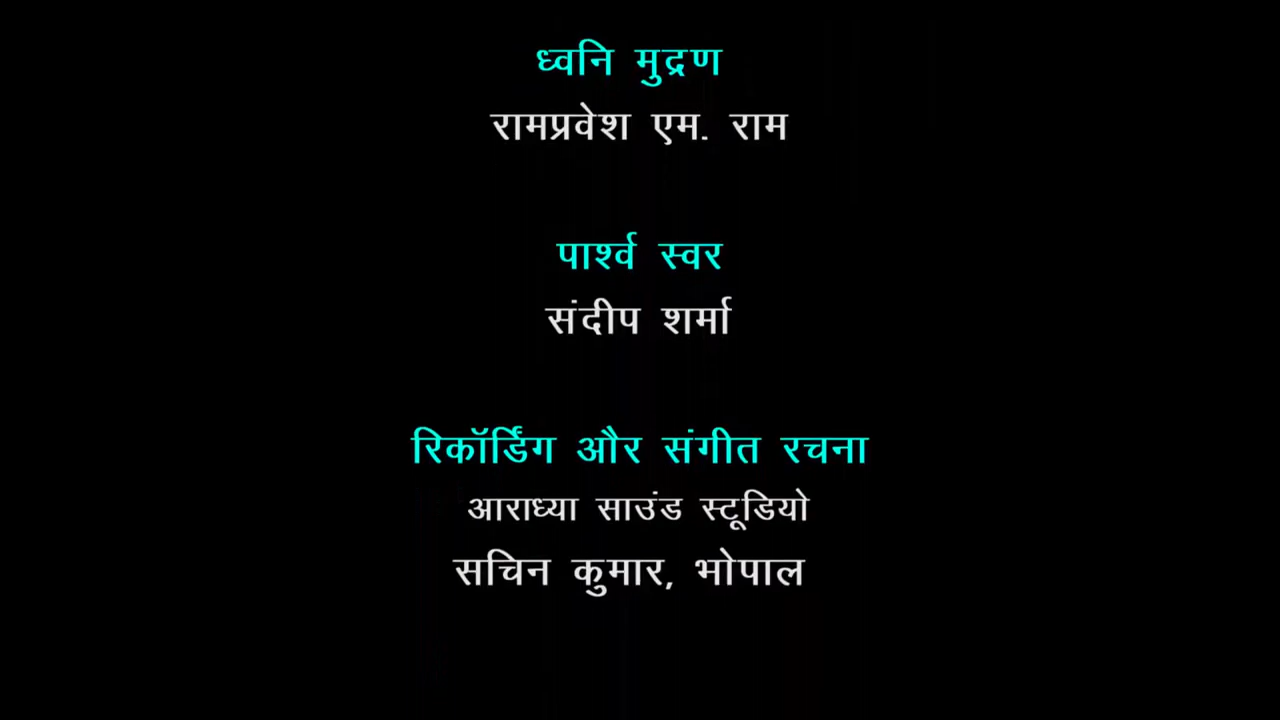 ध्वनि मुद्रण
रामप्रवेश एम. राम
पार्श्व स्वर
संदीप शर्मा
रिकॉर्डिंग और संगीत रचना
आराध्या साउंड स्टूडियो
सचिन कुमार, भोपाल